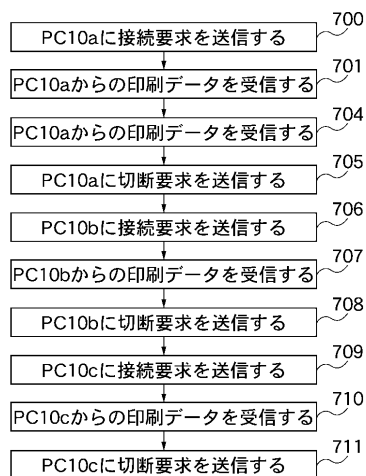 700
PC10aに接続要求を送信する
701
PC10aからの印刷データを受信する
704
PC10aからの印刷データを受信する
705
PC10aに切断要求を送信する
706
PC10bに接続要求を送信する
707
PC10bからの印刷データを受信する
708
PC10bに切断要求を送信する
709
PC10cに接続要求を送信する
710
PC10cからの印刷データを受信する
711
PC10cに切断要求を送信する